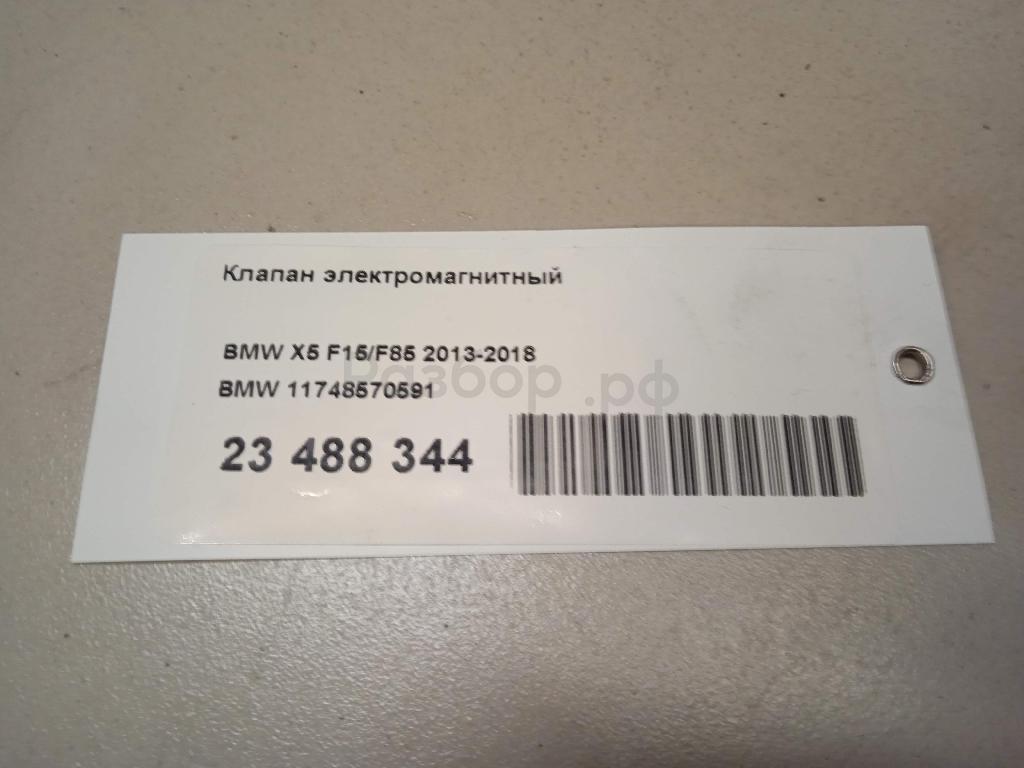 Клапан электромагнитный
BMW X5 F15/F85 2013-2018
Разбор.рф
BMW 11748570591
23 488 344